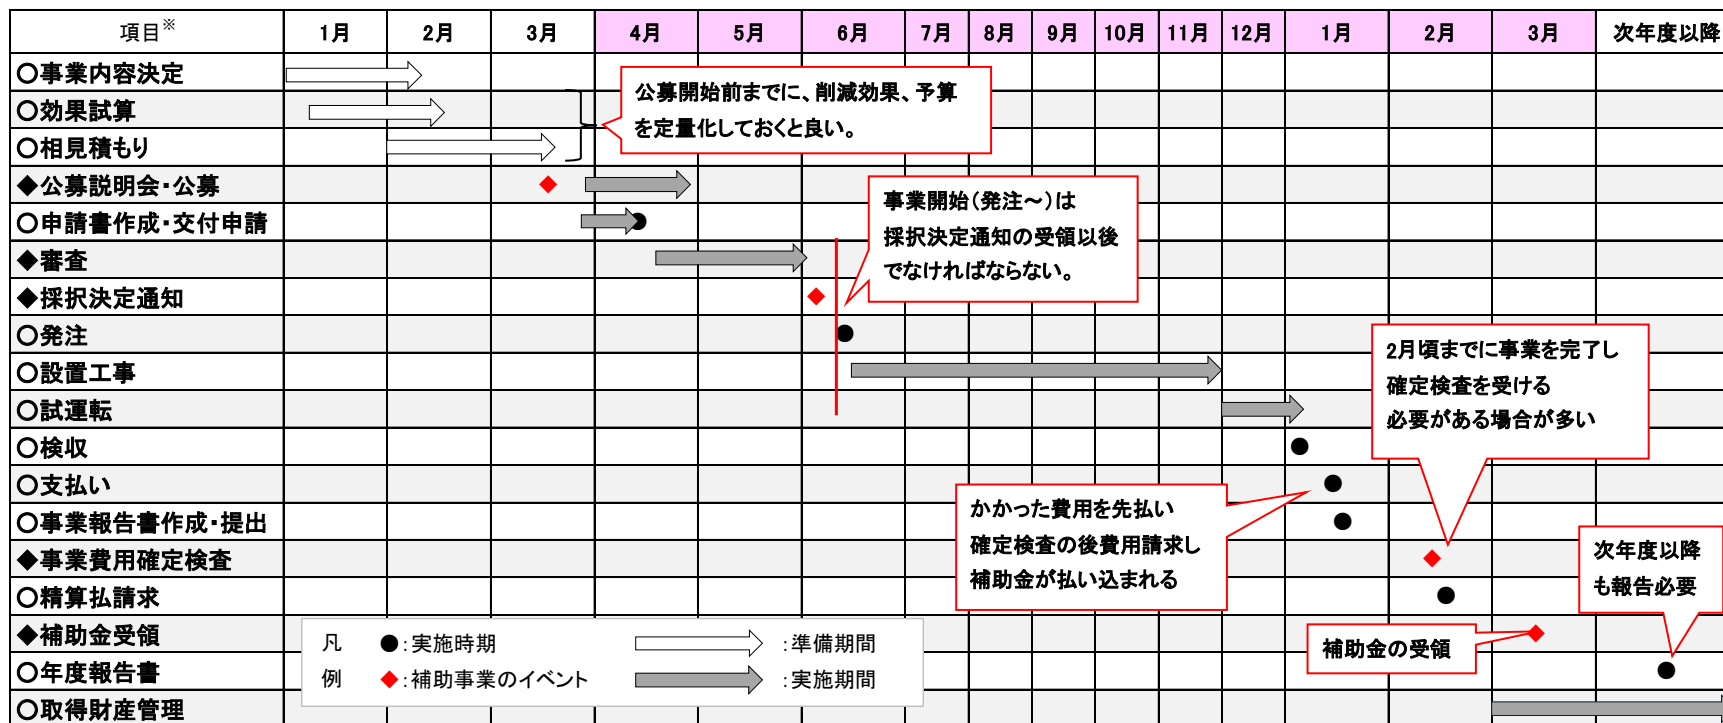 項目※ 1月 2月 3月 4月 5月 6月 7月 8月 9月 10月 11月 12月 1月 2月 3月 次年度以降
○事業内容決定
○効果試算
○相見積もり
◆公募説明会・公募
○申請書作成・交付申請
◆審査
◆採択決定通知
○発注
○設置工事
○試運転
○検収
○支払い
○事業報告書作成・提出
◆事業費用確定検査
○精算払請求
◆補助金受領
○年度報告書
○取得財産管理
公募開始前までに、削減効果、予算
を定量化しておくと良い。
事業開始(発注～)は
採択決定通知の受領以後
でなければならない。
2月頃までに事業を完了し
確定検査を受ける
必要がある場合が多い
かかった費用を先払い
確定検査の後費用請求し
補助金が払い込まれる
次年度以降
も報告必要
補助金の受領
凡 ●:実施時期 :準備期間
例 ◆:補助事業のイベント :実施期間